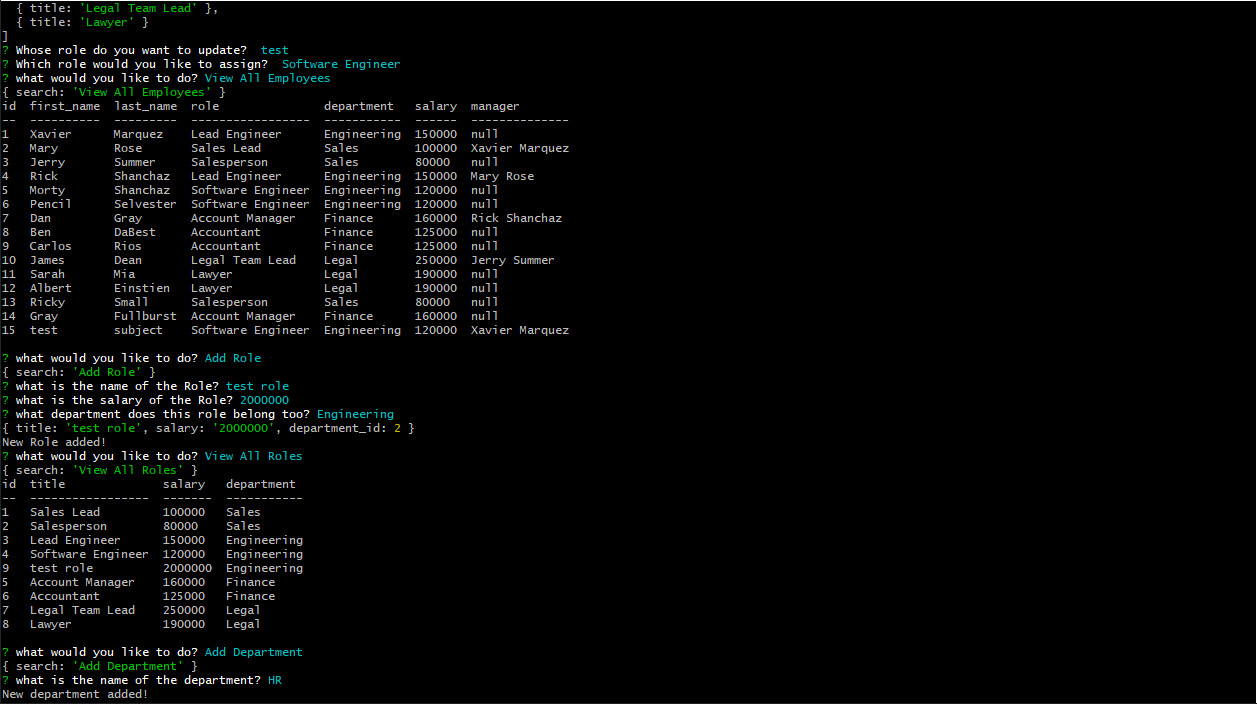 { title: 'Legal Team Lead' },
  { title: 'Lawyer' }
]
? Whose role do you want to update?  test
? Which role would you like to assign?  Software Engineer
? what would you like to do? View All Employees
{ search: 'View All Employees' }
id  first_name  last_name  role               department   salary  manager
--  ----------  ---------  -----------------  -----------  ------  --------------
1   Xavier      Marquez    Lead Engineer      Engineering  150000  null
2   Mary        Rose       Sales Lead         Sales        100000  Xavier Marquez
3   Jerry       Summer     Salesperson        Sales        80000   null
4   Rick        Shanchaz   Lead Engineer      Engineering  150000  Mary Rose
5   Morty       Shanchaz   Software Engineer  Engineering  120000  null
6   Pencil      Selvester  Software Engineer  Engineering  120000  null
7   Dan         Gray       Account Manager    Finance      160000  Rick Shanchaz
8   Ben         DaBest     Accountant         Finance      125000  null
9   Carlos      Rios       Accountant         Finance      125000  null
10  James       Dean       Legal Team Lead    Legal        250000  Jerry Summer
11  Sarah       Mia        Lawyer             Legal        190000  null
12  Albert      Einstien   Lawyer             Legal        190000  null
13  Ricky       Small      Salesperson        Sales        80000   null
14  Gray        Fullburst  Account Manager    Finance      160000  null
15  test        subject    Software Engineer  Engineering  120000  Xavier Marquez

? what would you like to do? Add Role
{ search: 'Add Role' }
? what is the name of the Role? test role
? what is the salary of the Role? 2000000
? what department does this role belong too? Engineering
{ title: 'test role', salary: '2000000', department_id: 2 }
New Role added!
? what would you like to do? View All Roles
{ search: 'View All Roles' }
id  title              salary   department
--  -----------------  -------  -----------
1   Sales Lead         100000   Sales
2   Salesperson        80000    Sales
3   Lead Engineer      150000   Engineering
4   Software Engineer  120000   Engineering
9   test role          2000000  Engineering
5   Account Manager    160000   Finance
6   Accountant         125000   Finance
7   Legal Team Lead    250000   Legal
8   Lawyer             190000   Legal

? what would you like to do? Add Department
{ search: 'Add Department' }
? what is the name of the department? HR
New department added!